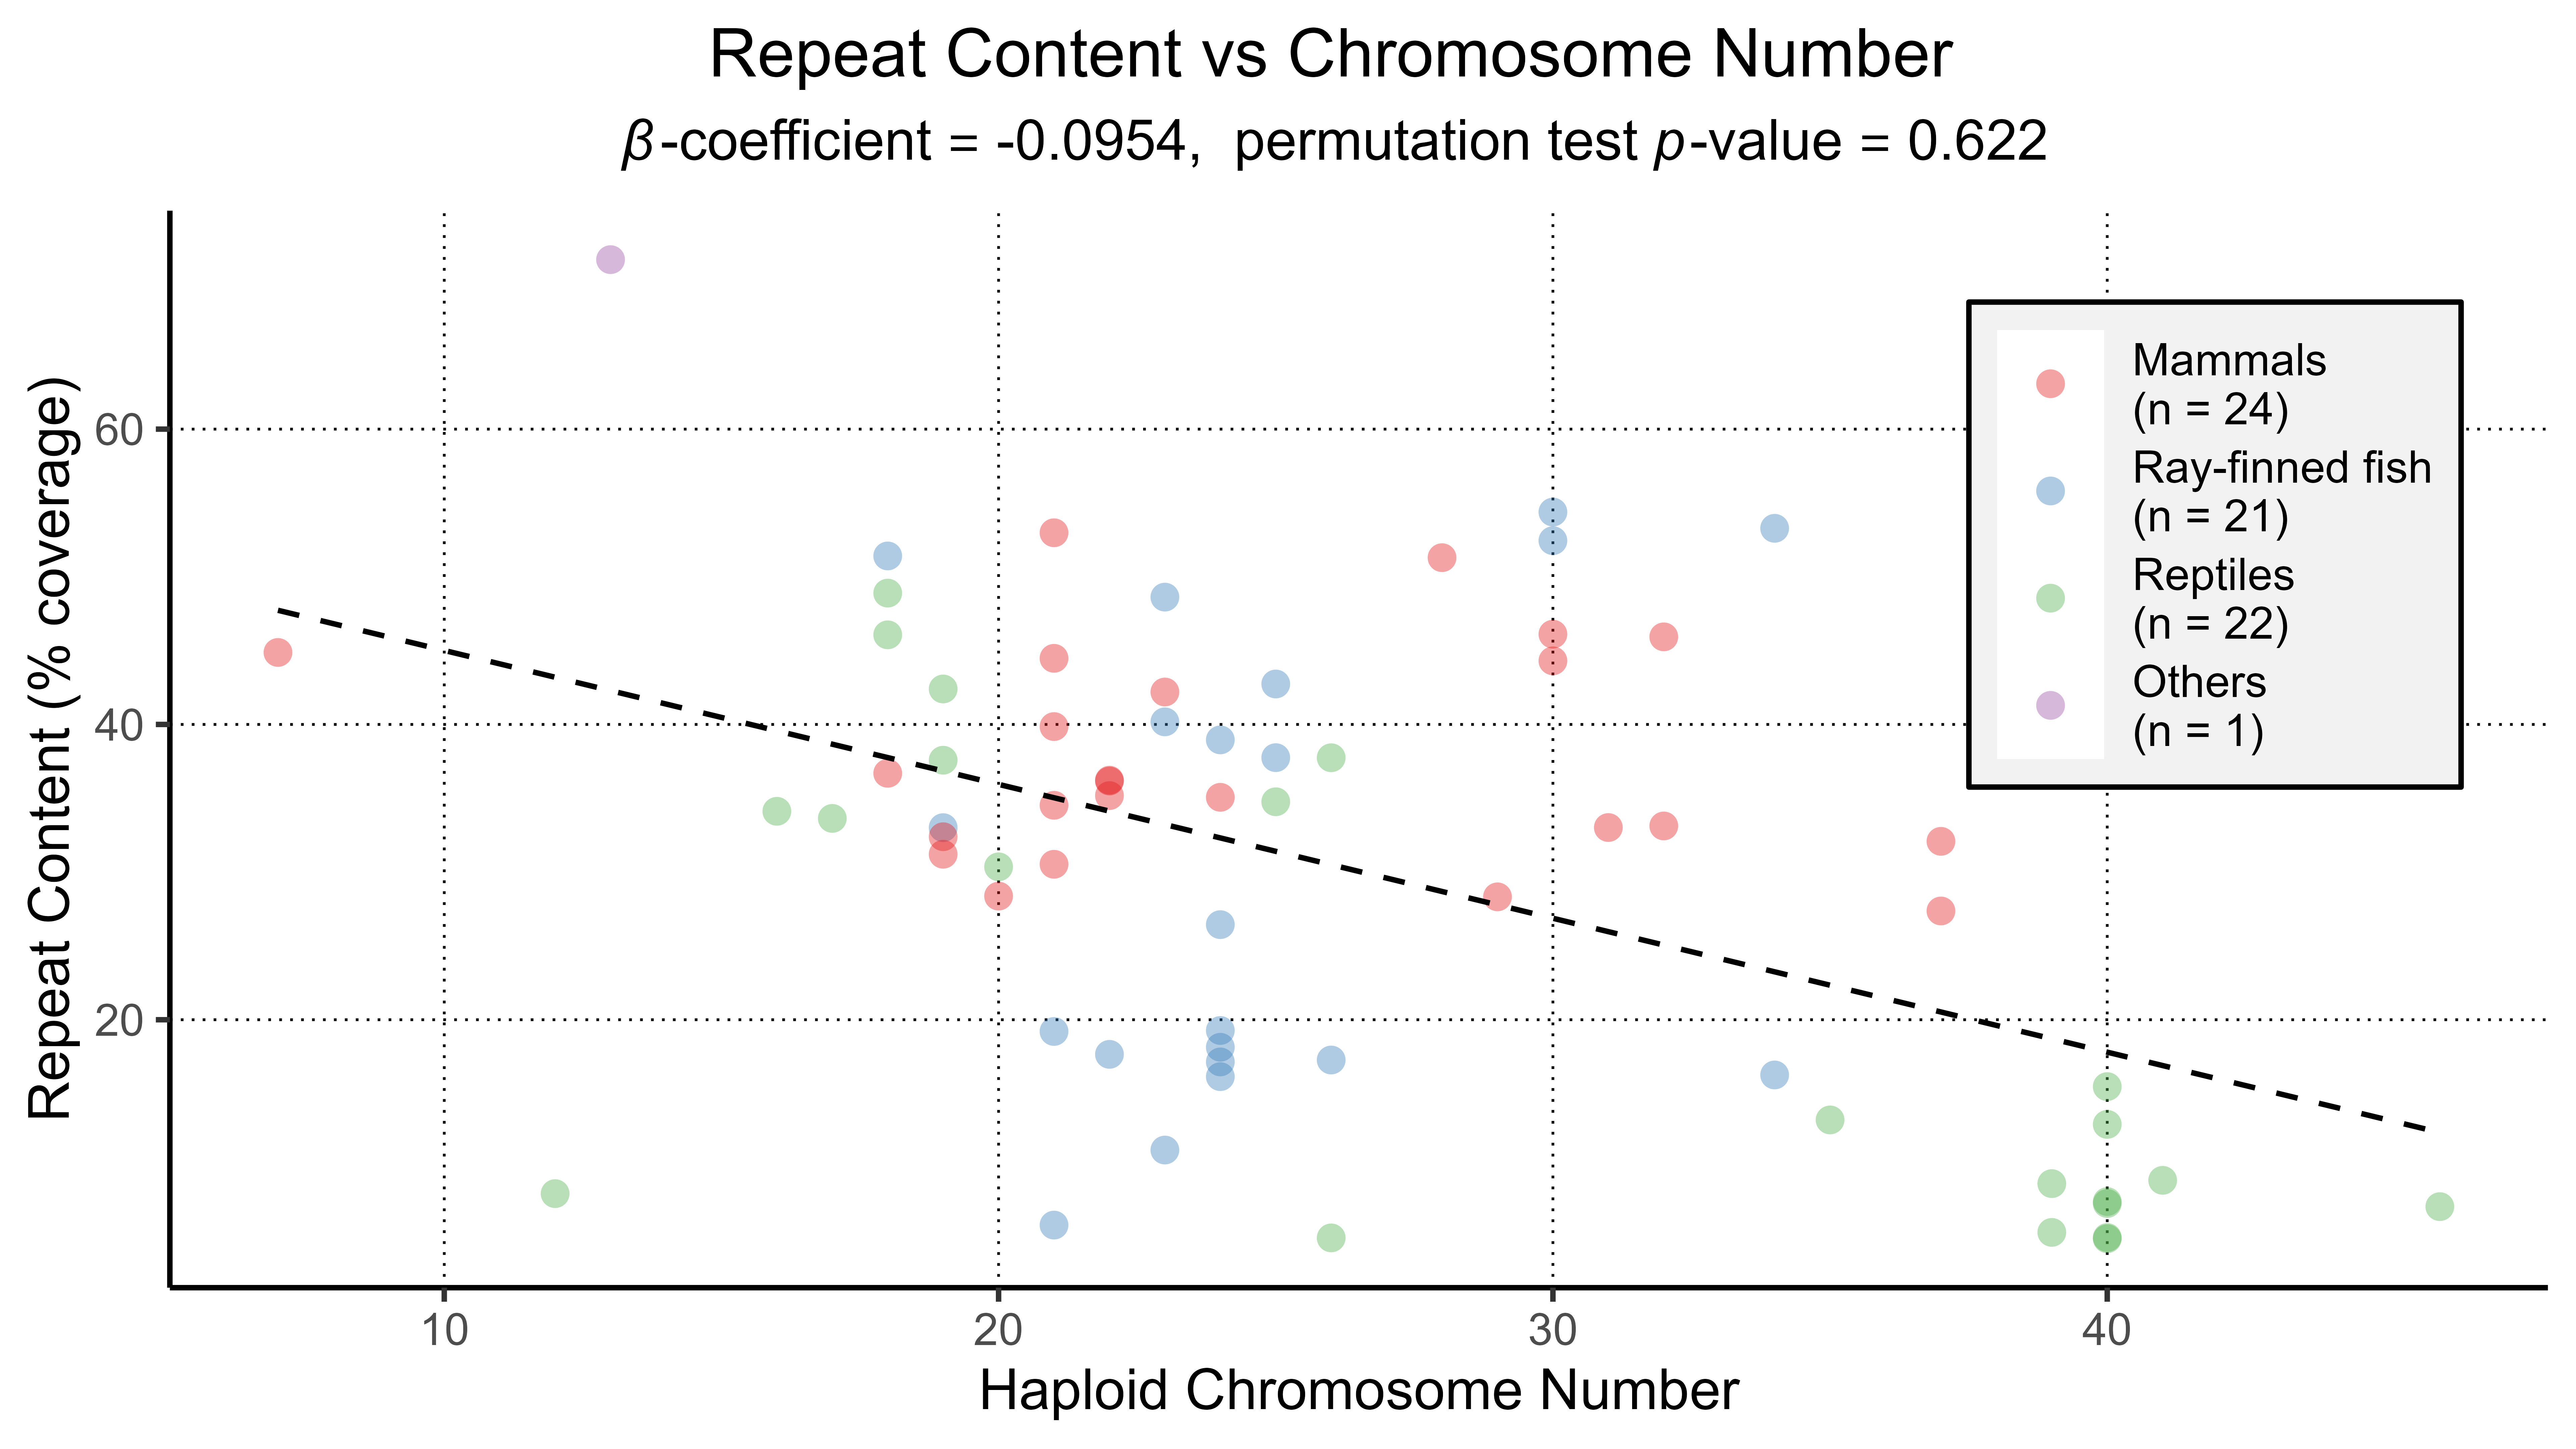 Repeat Content vs Chromosome Number
β-coefficient = -0.0954,  permutation test p-value = 0.622
Repeat Content (% coverage)
60
40
20
Mammals
(n = 24)
Ray-finned fish
(n = 21)
Reptiles
(n = 22)
Others
(n = 1)
10
20
30
40
Haploid Chromosome Number